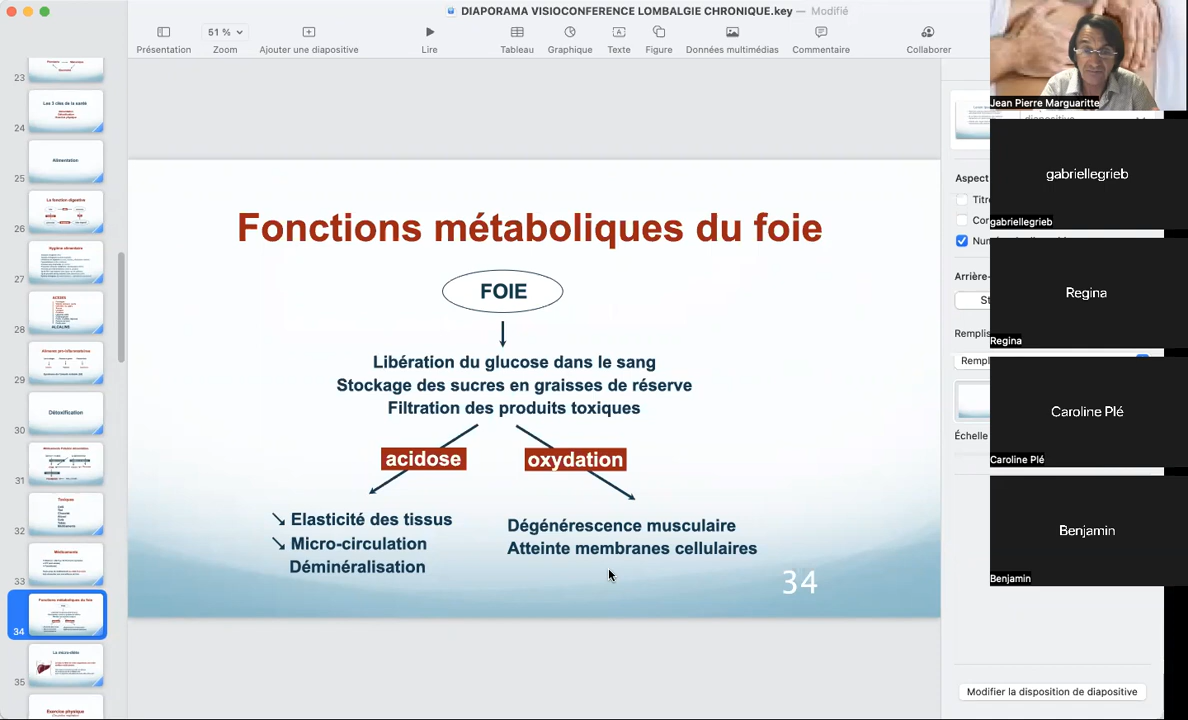 DIAPORAMA VISIOCONFERENCE LOMBALGIE CHRONIQUE.key — Modifié
51 %
Présentation
Zoom
Ajouter une diapositive
Lire
Tableau
Graphique
Texte
Figure
Données multimédias
Commentaire
Collaborer
23
Les 3 clés de la santé
24
Alimentation
25
La fonction digestive
26
Hygiène alimentaire
27
ACIDES
ALCALINE
28
Aliments pro-inflammatoires
29
Détoxification
30
31
Toxiques
32
Médicaments
33
Fonctions métaboliques du foie
34
35
Exercice physique
Fonctions métaboliques du foie
FOIE
Libération du glucose dans le sang
Stockage des sucres en graisses de réserve
Filtration des produits toxiques
acidose
oxydation
↘ Elasticité des tissus
↘ Micro-circulation
Déminéralisation
Dégénérescence musculaire
Atteinte membranes cellulaires
34
Jean Pierre Marguaritte
diapositive
Aspect
Titre
Arrière-
Rempl
Échelle
Modifier la disposition de diapositive
gabriellegrieb
gabriellegrieb
Regina
Regina
Caroline Plé
Caroline Plé
Benjamin
Benjamin